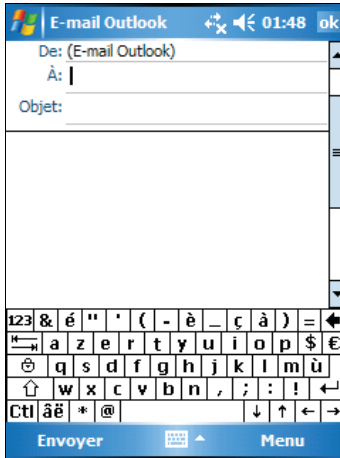 E-mail Outlook 01:48 ok
De: (E-mail Outlook)
À:
Objet:
123 & é " ' ( - è _ ç à ) =
a z e r t y u i o p $ €
q s d f g h j k l m ù
w x c v b n , ; : !
Ctl âë * @
Envoyer Menu